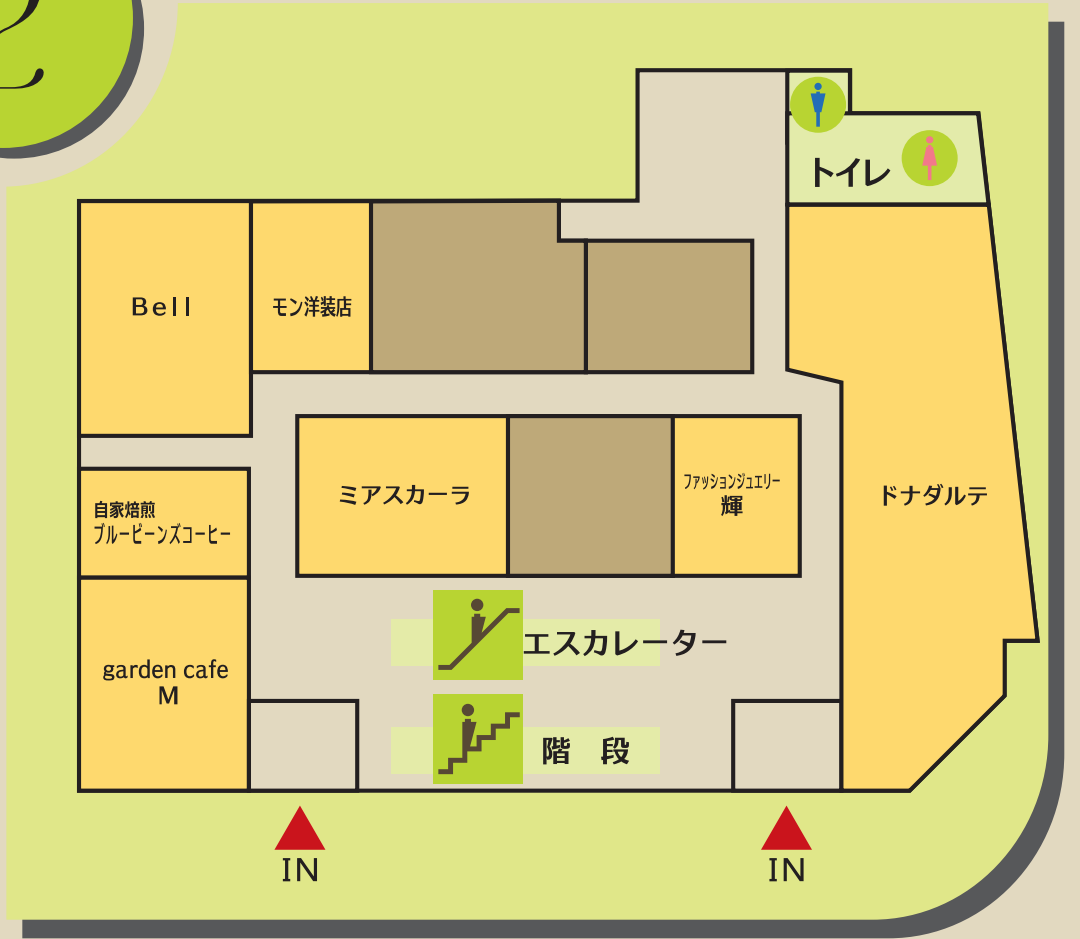 2
トイレ
Bell
モン洋装店
ミアスカーラ
ファッションジュエリー
輝
ドナダルテ
自家焙煎
ブルービーンズコーヒー
garden cafe
M
エスカレーター
階 段
IN
IN